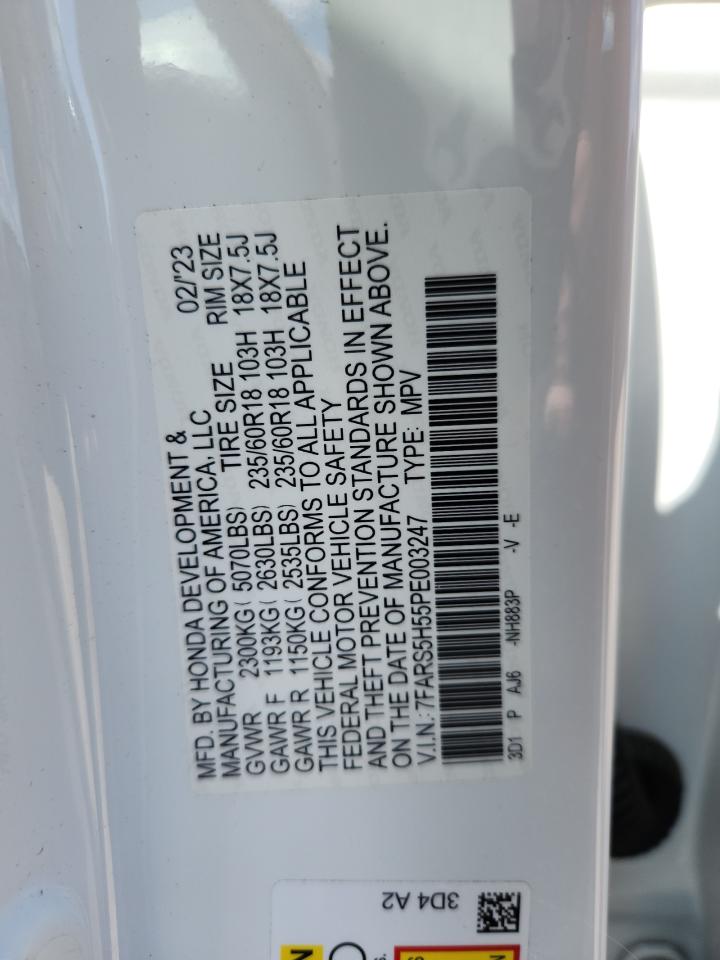 MFD. BY HONDA DEVELOPMENT & 02/'23
MANUFACTURING OF AMERICA, LLC
TIRE SIZE RIM SIZE
GVWR 2300KG ( 5070LBS)
GAWR F 1193KG ( 2630LBS) 235/60R18 103H 18X7.5J
GAWR R 1150KG ( 2535LBS) 235/60R18 103H 18X7.5J
THIS VEHICLE CONFORMS TO ALL APPLICABLE
FEDERAL MOTOR VEHICLE SAFETY
AND THEFT PREVENTION STANDARDS IN EFFECT
ON THE DATE OF MANUFACTURE SHOWN ABOVE.
V.I.N.: 7FARS5H55PE003247 TYPE: MPV
3D1 P AJ6 -NH883P -V -E
3D4 A2